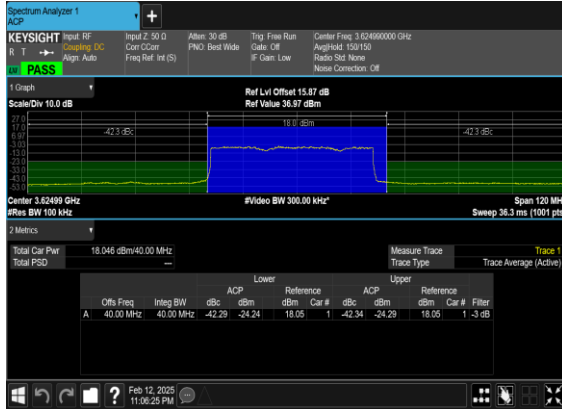 Spectrum Analyzer 1
ACP
KEYSIGHT Input: RF Input Z: 50 Ω Atten: 30 dB Trig: Free Run Center Freq: 3.624990000 GHz
R T Coupling: DC Corr CCorr PNO: Best Wide Gate: Off Avg|Hold: 150/150
Align: Auto Freq Ref: Int (S) IF Gain: Low Radio Std: None
PASS Noise Correction: Off
1 Graph
Ref Lvl Offset 15.87 dB
Scale/Div 10.0 dB Ref Value 36.97 dBm
27.0
17.0 18.0 dBm
6.97 -42.3 dBc -42.3 dBc
-3.03
-13.0
-23.0
-33.0
-43.0
-53.0
Center 3.62499 GHz #Video BW 300.00 kHz* Span 120 MH
#Res BW 100 kHz Sweep 36.3 ms (1001 pts
2 Metrics
Total Car Pwr 18.046 dBm/40.00 MHz Measure Trace Trace 1
Total PSD — Trace Type Trace Average (Active)
Lower Upper
ACP Reference ACP Reference
Offs Freq Integ BW dBc dBm dBm Car # dBc dBm dBm Car # Filter
A 40.00 MHz 40.00 MHz -42.29 -24.24 18.05 1 -42.34 -24.29 18.05 1 -3 dB
? Feb 12, 2025
11:06:25 PM